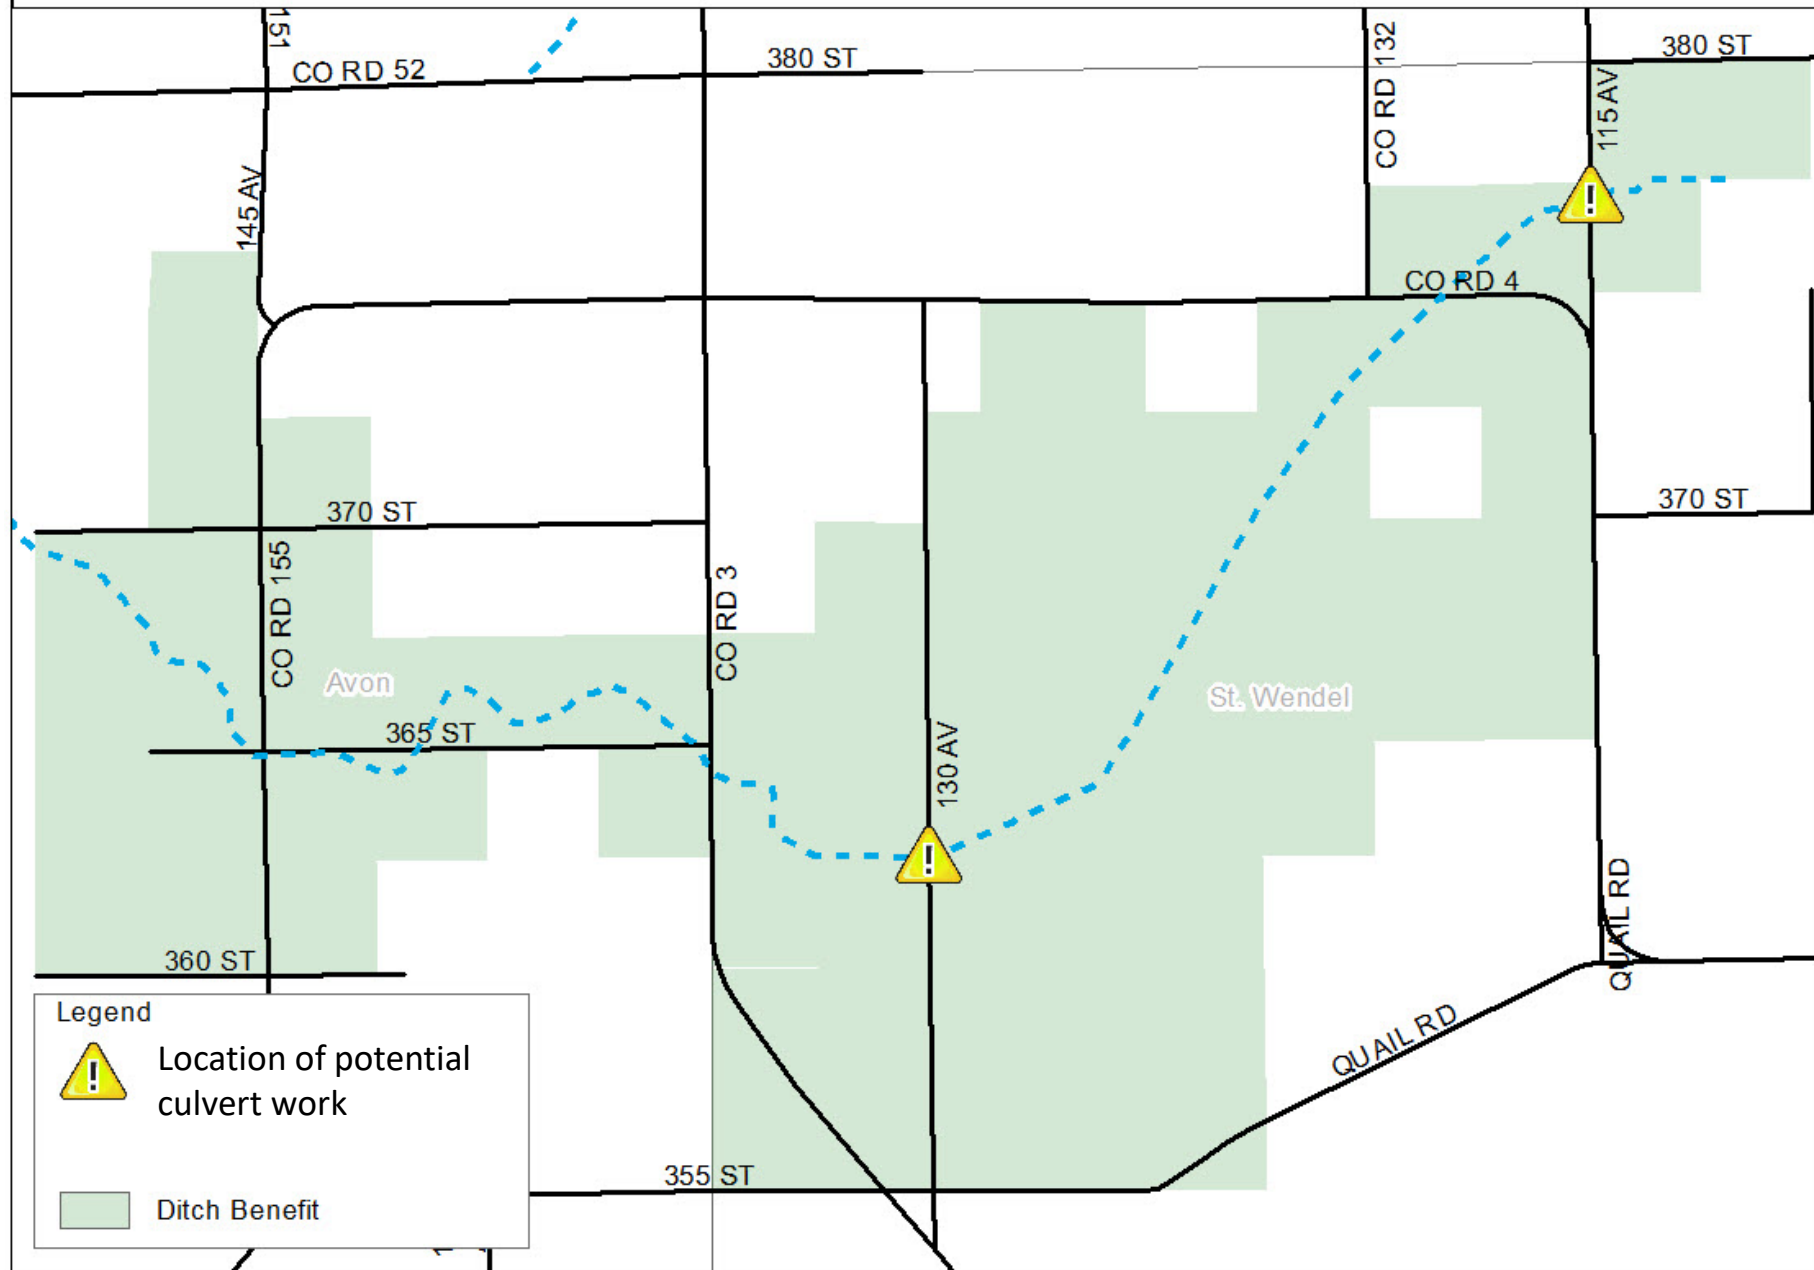 151
CO RD 52
380 ST
CO RD 132
380 ST
115 AV
145 AV
CO RD 4
370 ST
370 ST
CO RD 155
CO RD 3
Avon
St. Wendel
365 ST
130 AV
QUAIL RD
360 ST
QUAIL RD
355 ST
Legend
Location of potential
culvert work
Ditch Benefit